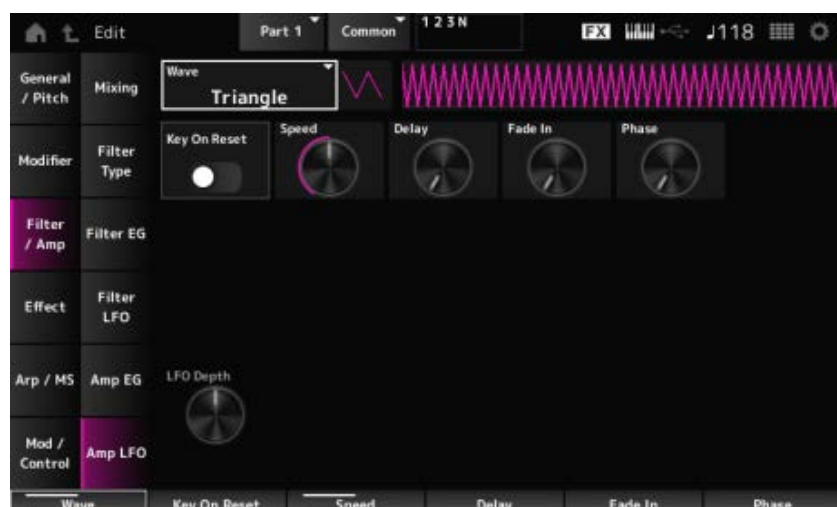 Edit
Part 1
Common
1 2 3 N
FX
♩118
General / Pitch
Mixing
Wave
Triangle
Modifier
Filter Type
Key On Reset
Speed
Delay
Fade In
Phase
Filter / Amp
Filter EG
Effect
Filter LFO
Arp / MS
Amp EG
LFO Depth
Mod / Control
Amp LFO
Wave
Key On Reset
Speed
Delay
Fade In
Phase